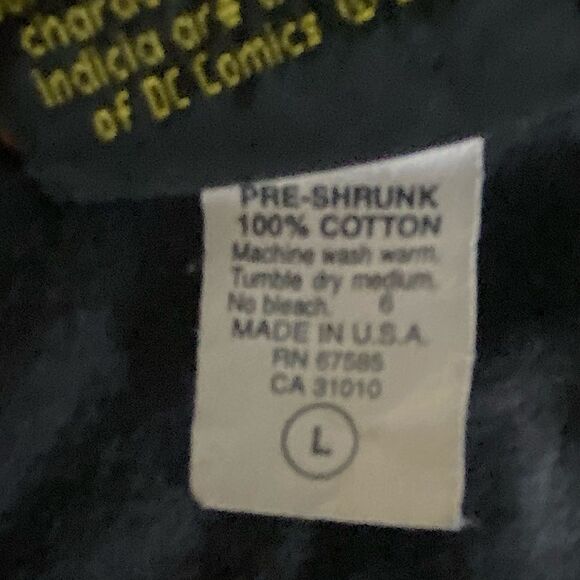 indicia are
of DC Comics ©
PRE-SHRUNK
100% COTTON
Machine wash warm.
Tumble dry medium.
No bleach. 6
MADE IN U.S.A.
RN 67585
CA 31010
L